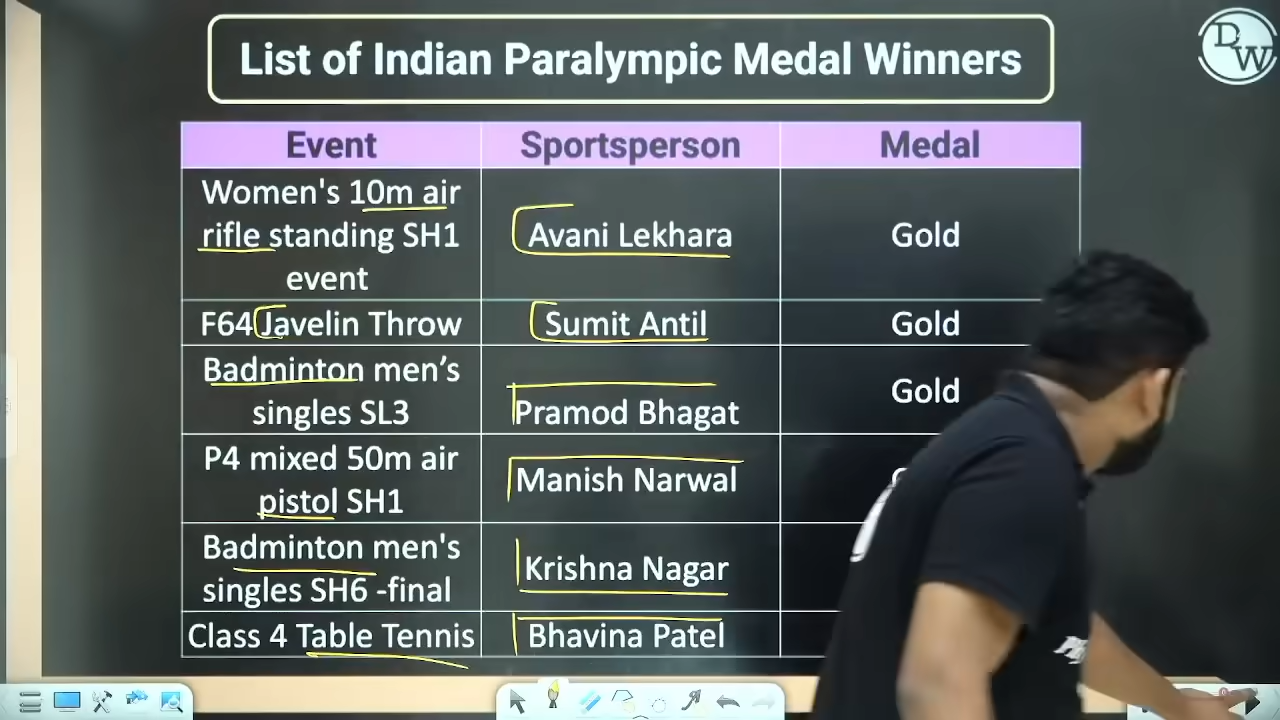 List of Indian Paralympic Medal Winners
DW
Event Sportsperson Medal
Women's 10m air
rifle standing SH1
event
Avani Lekhara
Gold
F64 Javelin Throw Sumit Antil Gold
Badminton men’s
singles SL3
Pramod Bhagat
Gold
P4 mixed 50m air
pistol SH1
Manish Narwal
Badminton men's
singles SH6 -final
Krishna Nagar
Class 4 Table Tennis Bhavina Patel